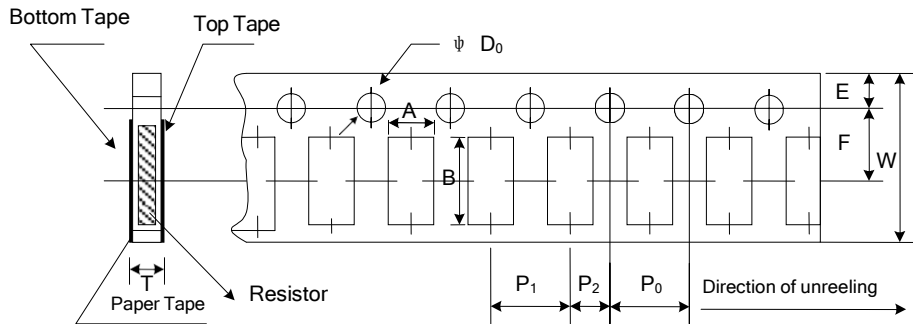 Bottom Tape
Top Tape
ψ D₀
A
E
F
W
B
T
P₁
P₂
P₀
Direction of unreeling
Paper Tape
Resistor